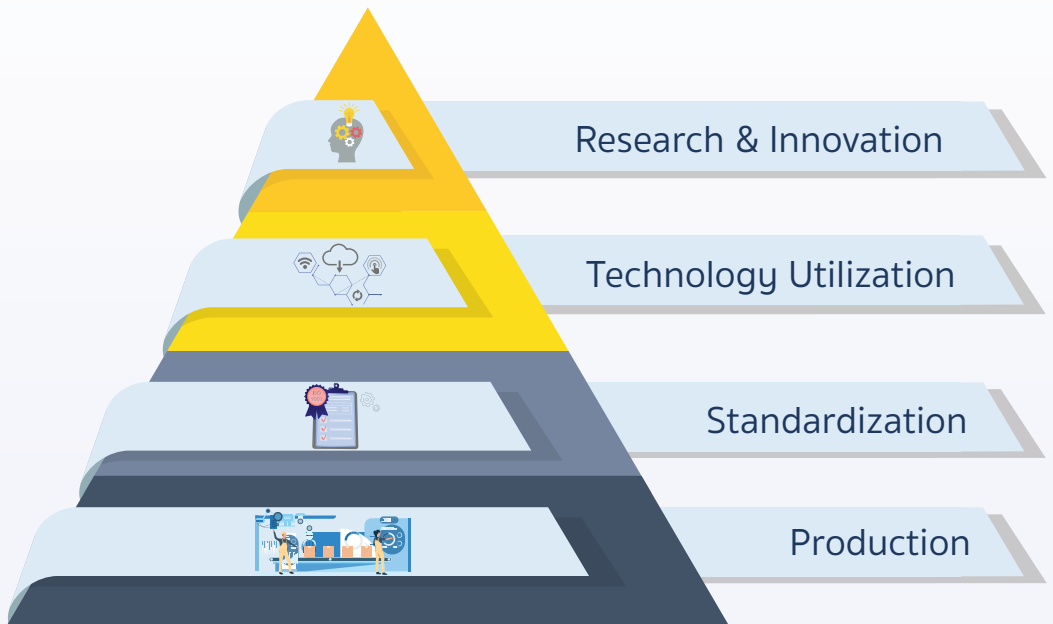 Research & Innovation
Technology Utilization
Standardization
Production